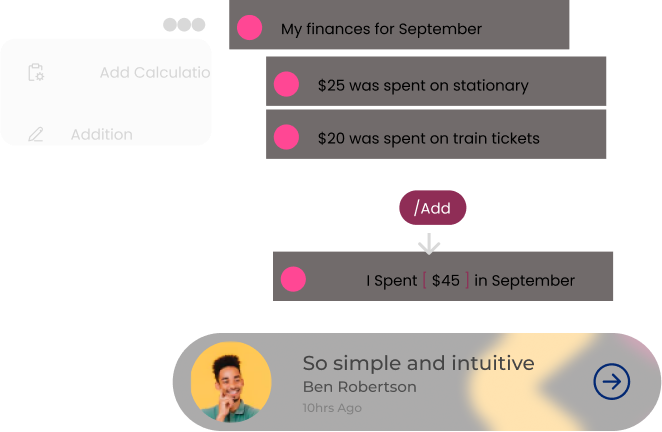 My finances for September
Add Calculatio
$25 was spent on stationary
Addition
$20 was spent on train tickets
/Add
I Spent [ $45 ] in September
So simple and intuitive
Ben Robertson
10hrs Ago